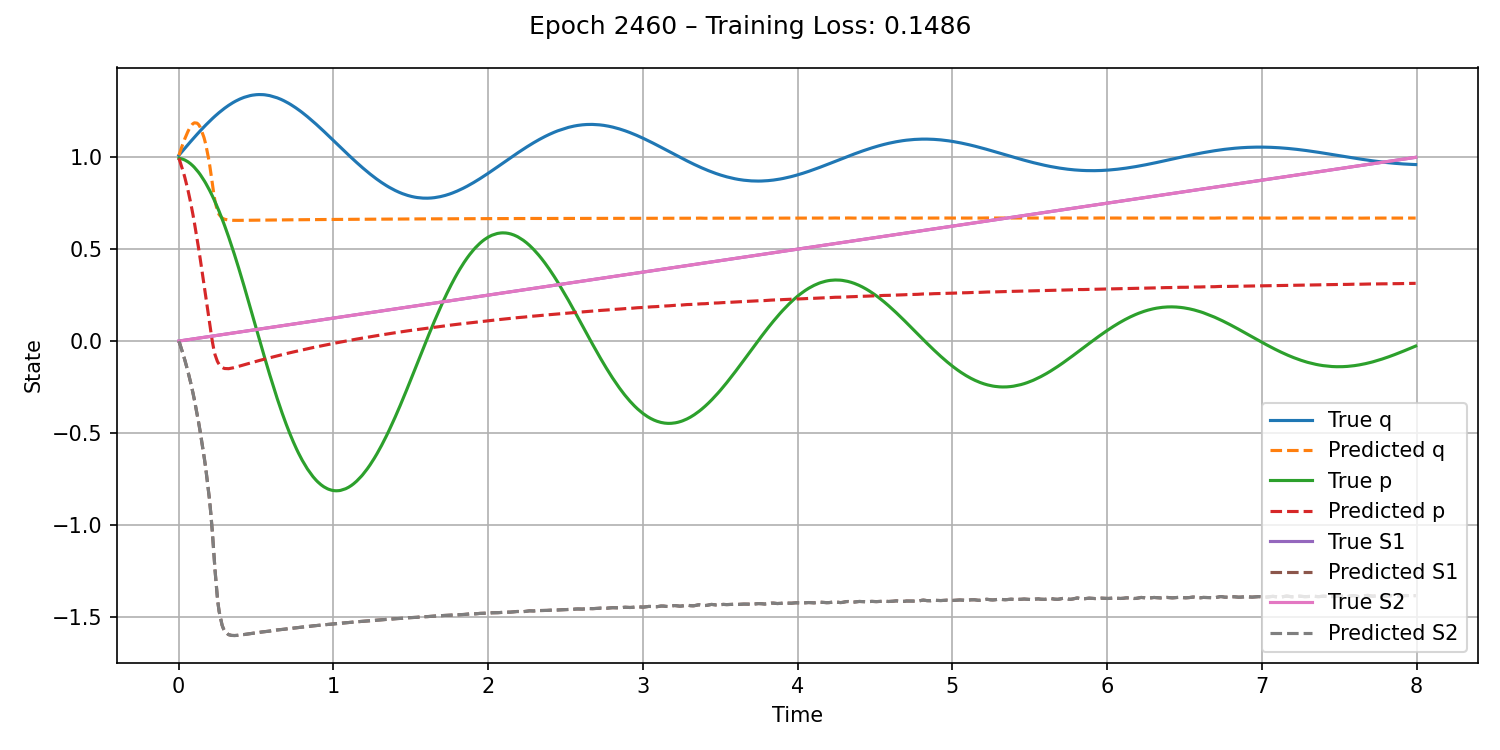 Epoch 2460 – Training Loss: 0.1486
State
1.0
0.5
0.0
−0.5
−1.0
−1.5
0 1 2 3 4 5 6 7 8
Time
True q
Predicted q
True p
Predicted p
True S1
Predicted S1
True S2
Predicted S2